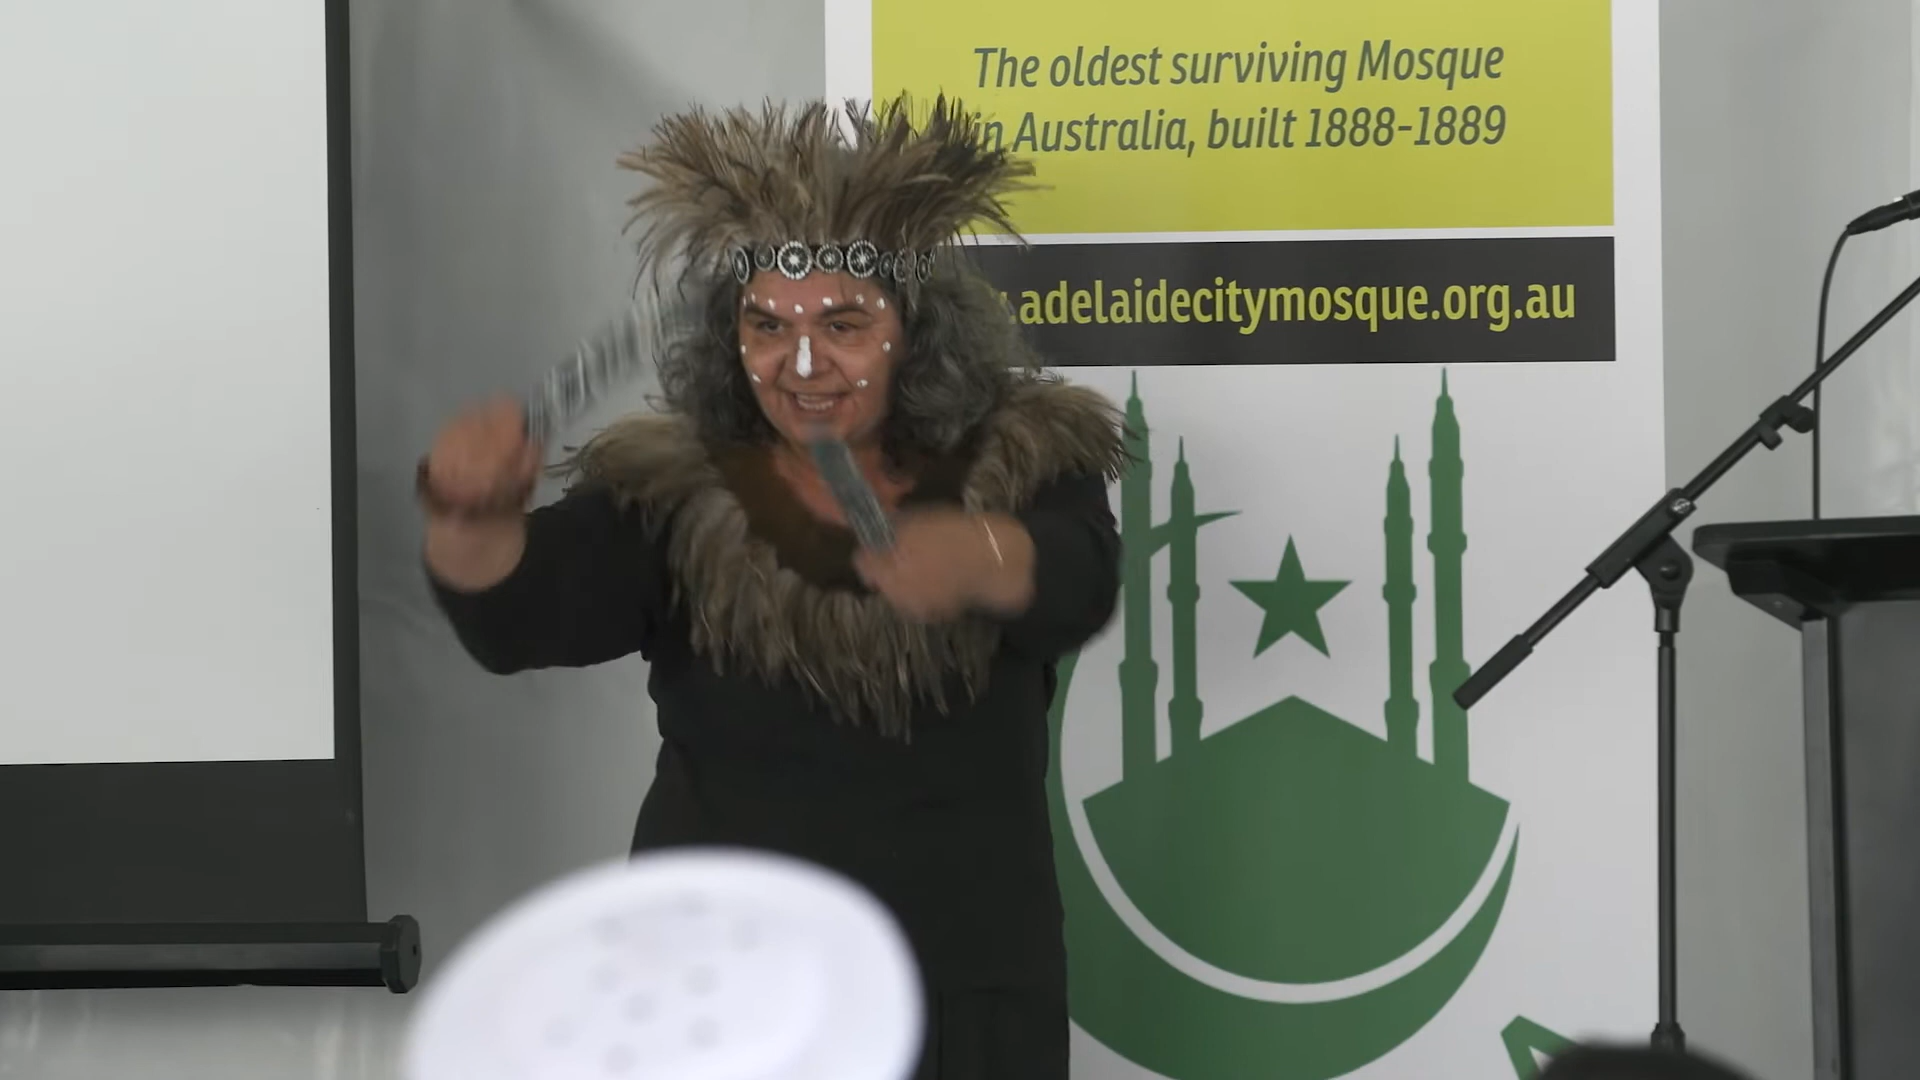 The oldest surviving Mosque
in Australia, built 1888-1889
.adelaidecitymosque.org.au